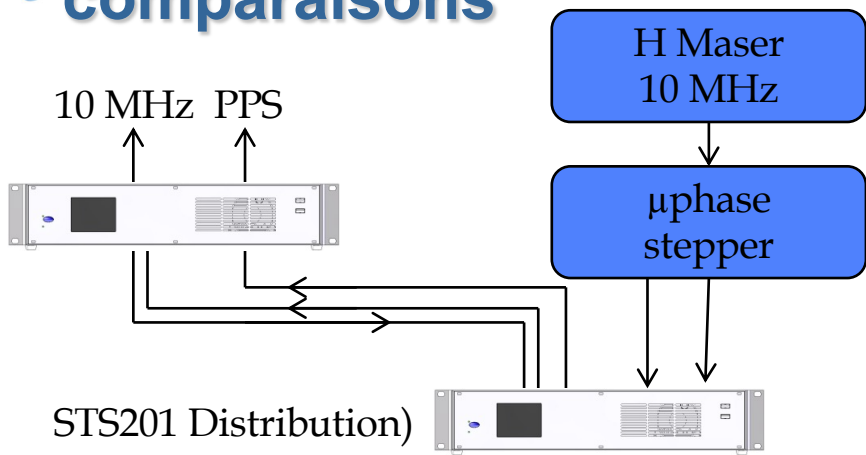 comparaisons
H Maser
10 MHz
10 MHz PPS
µphase
stepper
STS201 Distribution)